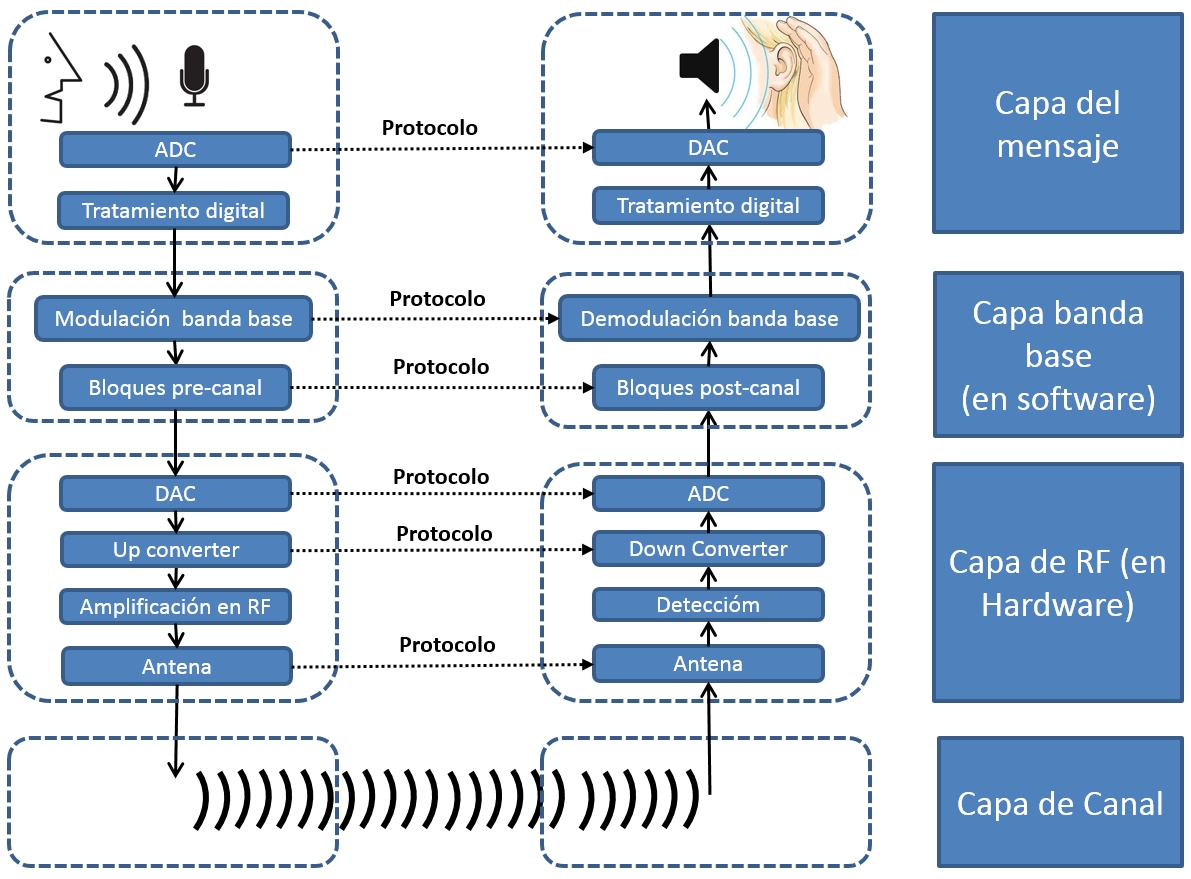 Capa del
mensaje
Protocolo
ADC
DAC
Tratamiento digital
Tratamiento digital
Capa banda
base
(en software)
Protocolo
Modulación banda base
Demodulación banda base
Protocolo
Bloques pre-canal
Bloques post-canal
Capa de RF (en
Hardware)
Protocolo
DAC
ADC
Protocolo
Up converter
Down Converter
Amplificación en RF
Deteccióm
Protocolo
Antena
Antena
Capa de Canal